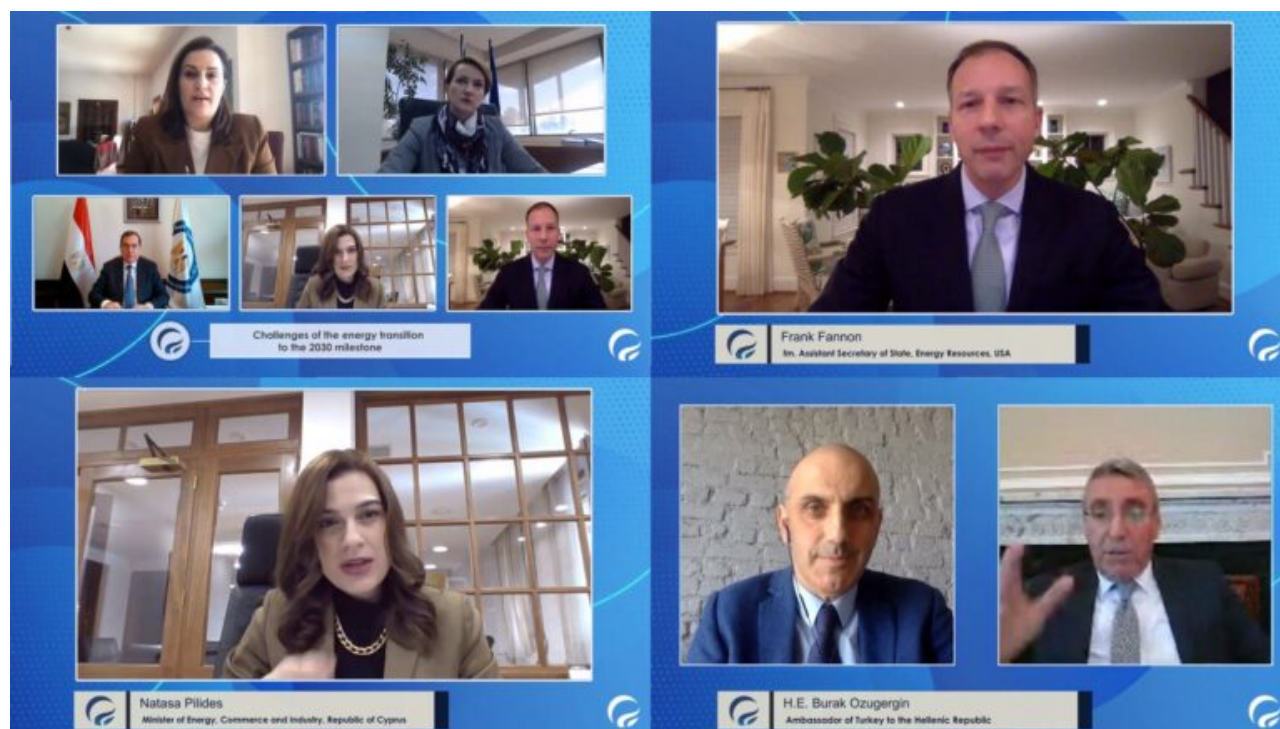 Challenges of the energy transition
to the 2030 milestone
Frank Fannon
fm. Assistant Secretary of State, Energy Resources, USA
Natasa Pilides
Minister of Energy, Commerce and Industry, Republic of Cyprus
H.E. Burak Ozugergin
Ambassador of Turkey to the Hellenic Republic